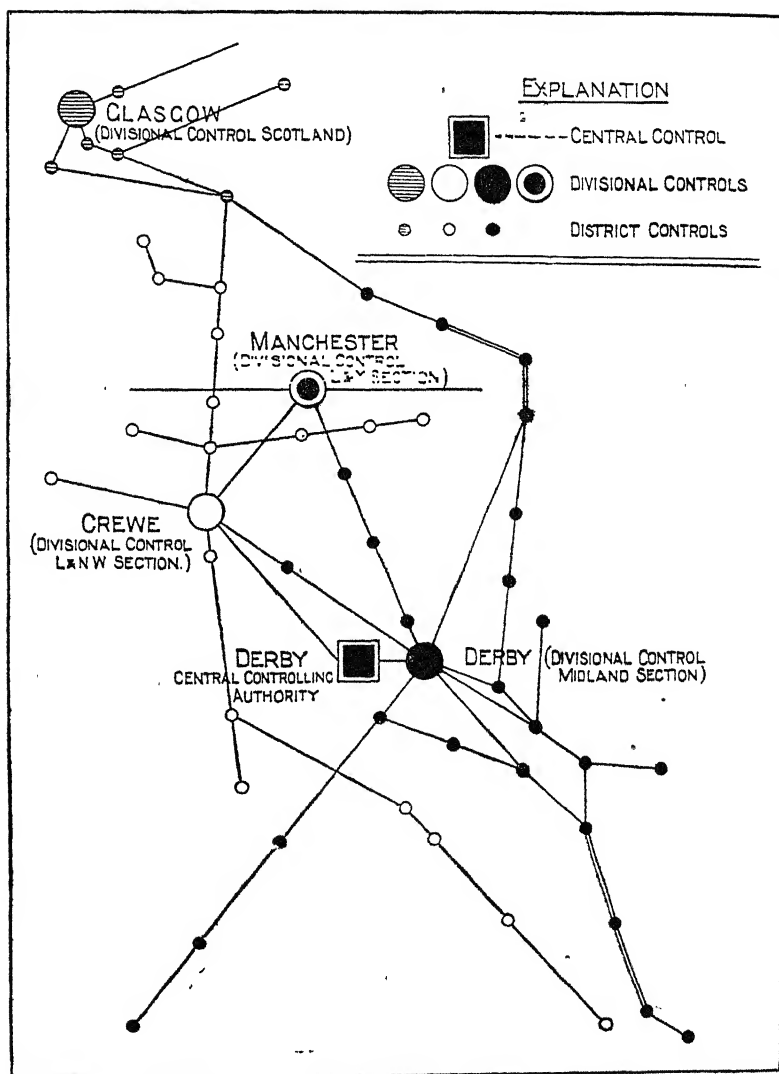 EXPLANATION
CENTRAL CONTROL
DIVISIONAL CONTROLS
DISTRICT CONTROLS
GLASGOW
(DIVISIONAL CONTROL SCOTLAND)
MANCHESTER
(DIVISIONAL CONTROL
L&Y SECTION)
CREWE
(DIVISIONAL CONTROL
L&NW SECTION.)
DERBY
CENTRAL CONTROLLING
AUTHORITY
DERBY (DIVISIONAL CONTROL
MIDLAND SECTION)